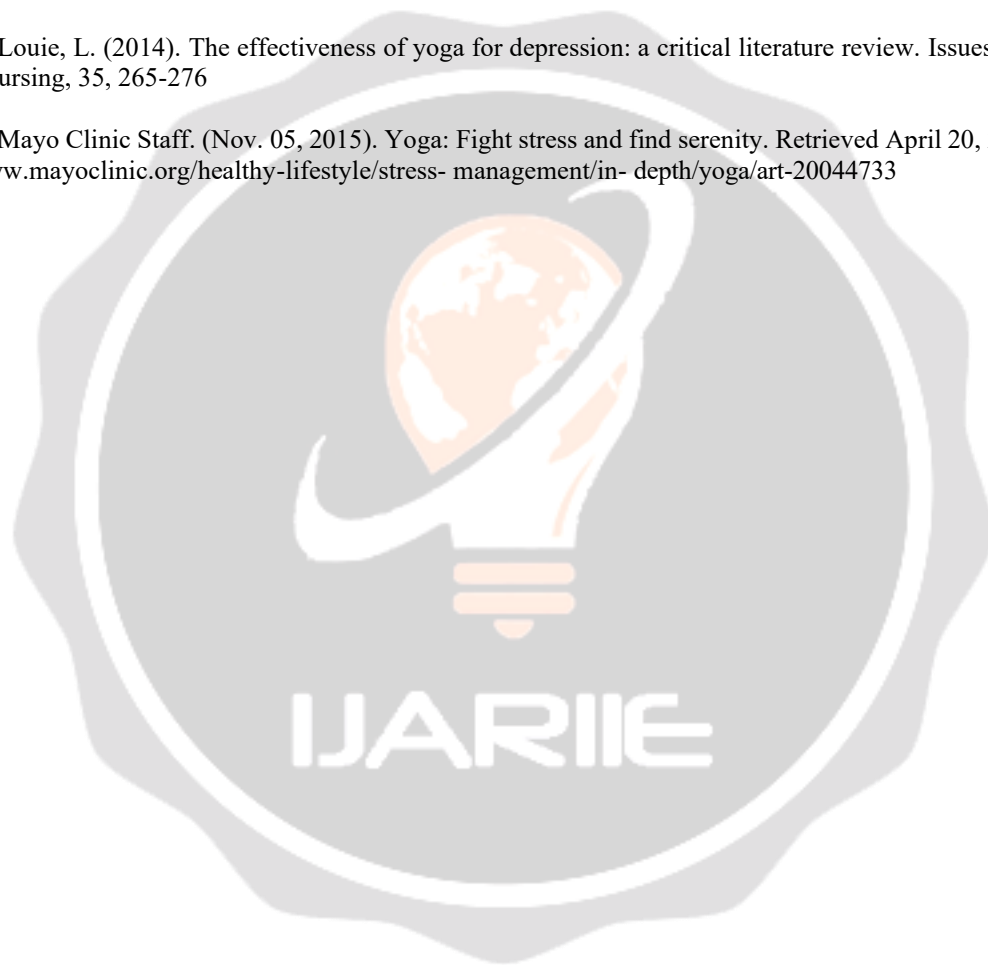 Louie, L. (2014). The effectiveness of yoga for depression: a critical literature review. Issues
ursing, 35, 265-276
Mayo Clinic Staff. (Nov. 05, 2015). Yoga: Fight stress and find serenity. Retrieved April 20,
w.mayoclinic.org/healthy-lifestyle/stress- management/in- depth/yoga/art-20044733
IJARIIE